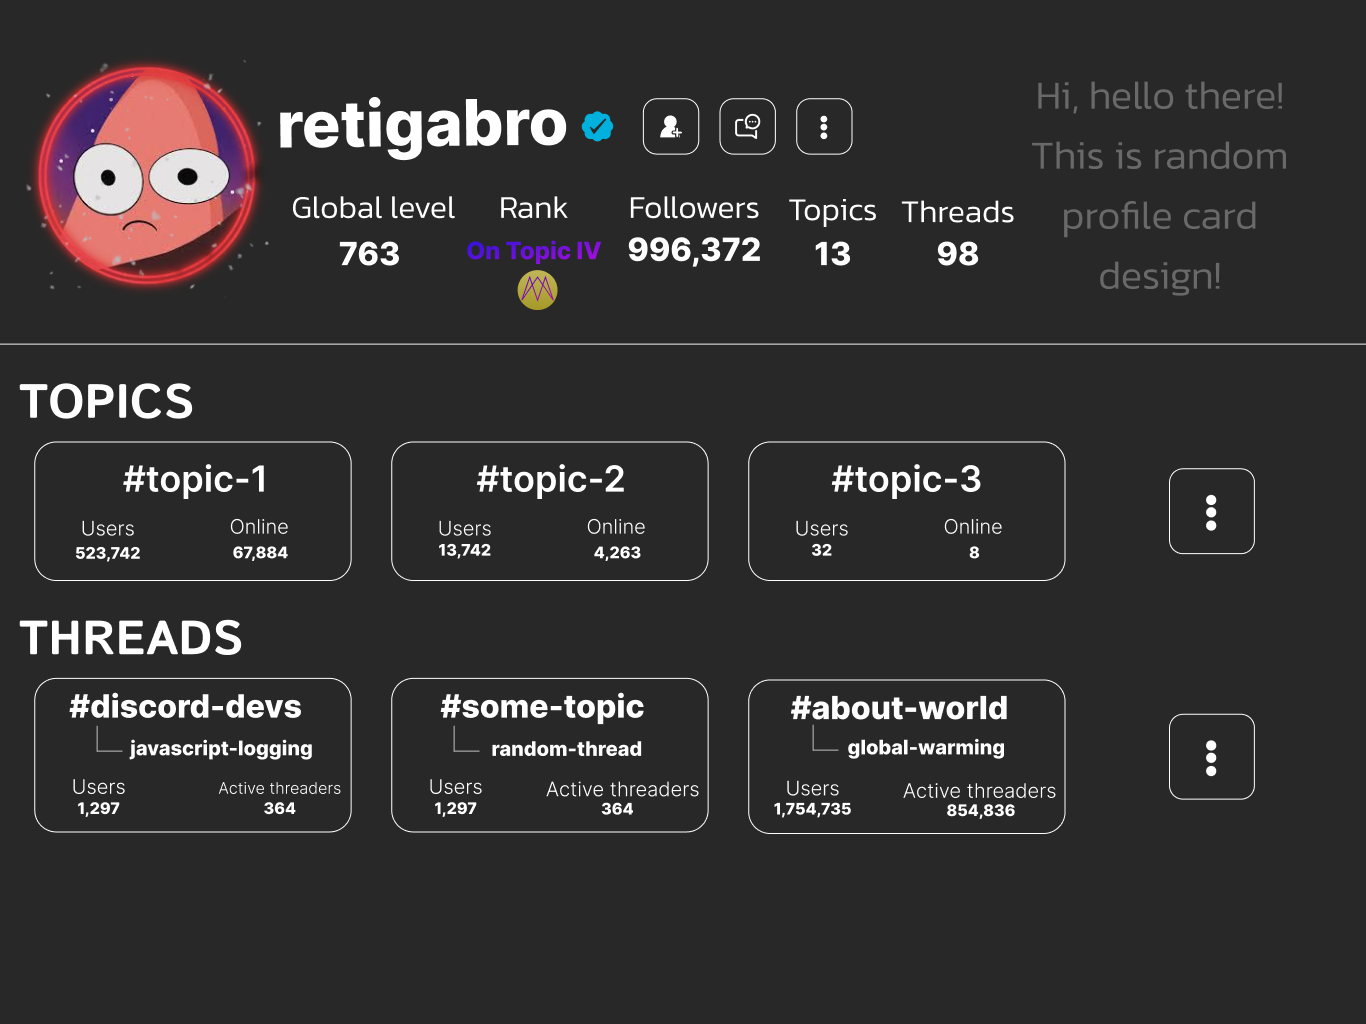 retigabro
Hi, hello there!
This is random
profile card
design!
Global level
763
Rank
On Topic IV
Followers
996,372
Topics
13
Threads
98
TOPICS
#topic-1
Users
523,742
Online
67,884
#topic-2
Users
13,742
Online
4,263
#topic-3
Users
32
Online
8
THREADS
#discord-devs
javascript-logging
Users
1,297
Active threaders
364
#some-topic
random-thread
Users
1,297
Active threaders
364
#about-world
global-warming
Users
1,754,735
Active threaders
854,836